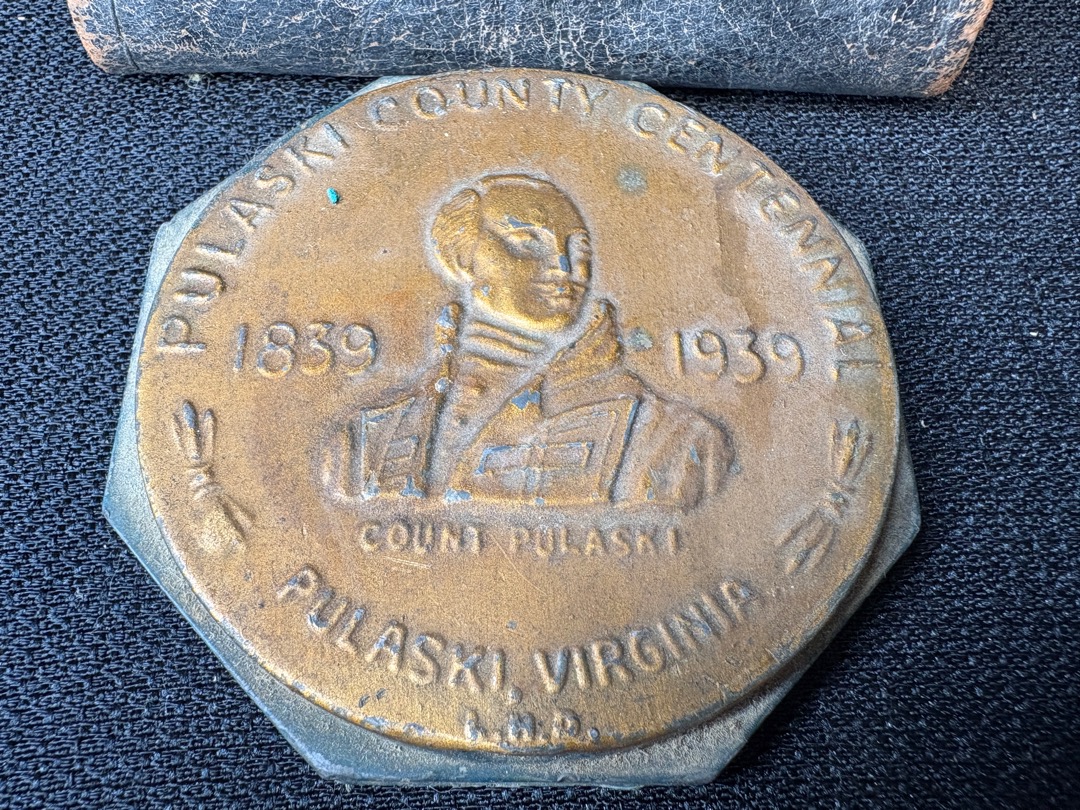 PULASKI COUNTY CENTENNIAL
1839 1939
COUNT PULASKI
PULASKI, VIRGINIA